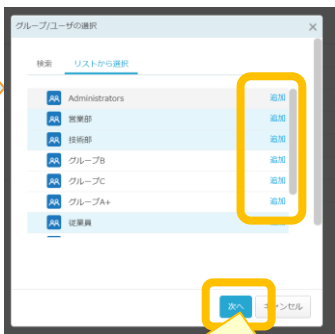 グループ/ユーザの選択 ×
検索 リストから選択
Administrators 追加
営業部 追加
技術部 追加
グループB 追加
グループC 追加
グループA+ 追加
従業員
次へ キャンセル